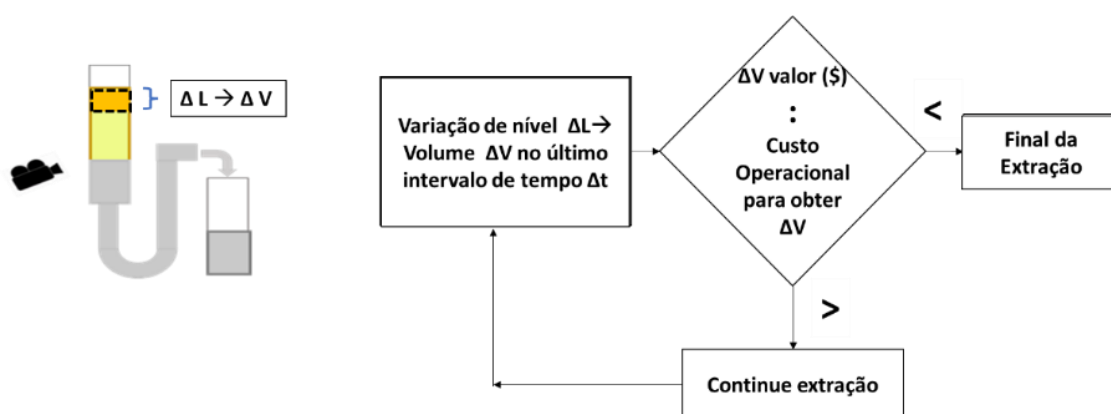 Δ L → Δ V
Variação de nível ΔL→
Volume ΔV no último
intervalo de tempo Δt
ΔV valor ($)
:
Custo
Operacional
para obter
ΔV
<
Final da
Extração
>
Continue extração